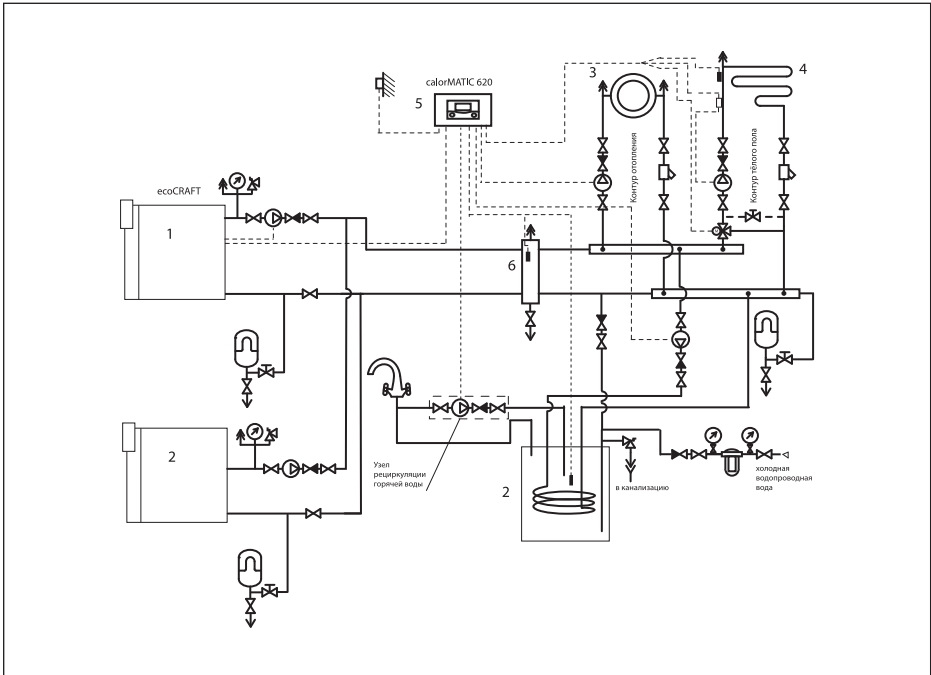 calorMATIC 620
5
3
4
Контур отопления
Контур тёлого пола
ecoCRAFT
1
6
2
Узел
рециркуляции
горячей воды
2
в канализацию
холодная
водопроводная
вода